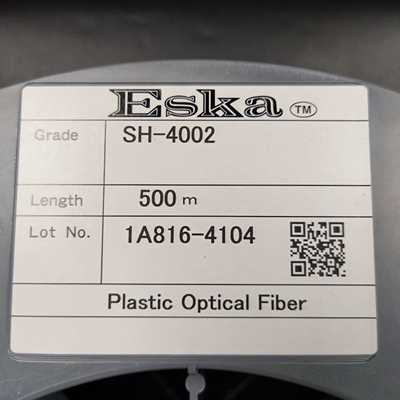 Eska TM
Grade SH-4002
Length 500 m
Lot No. 1A816-4104
Plastic Optical Fiber